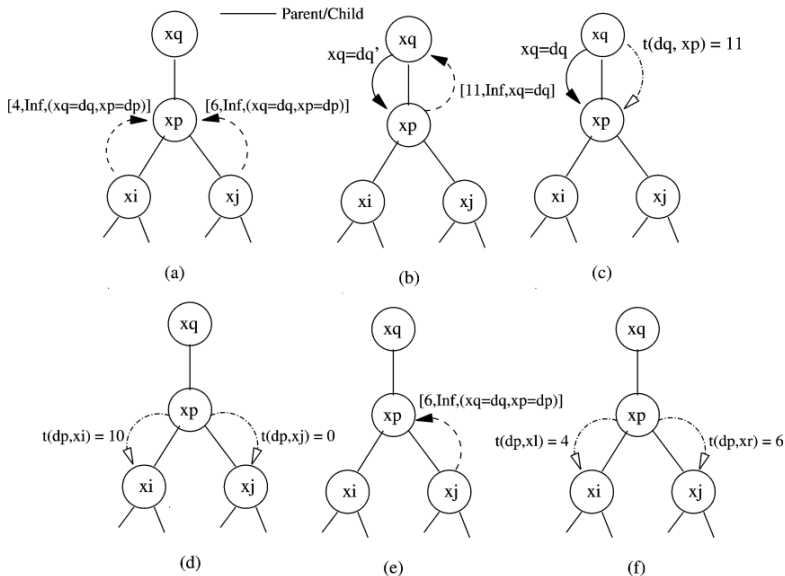 Parent/Child
xq
xp
xi
xj
[4,Inf,(xq=dq,xp=dp)]
[6,Inf,(xq=dq,xp=dp)]
(a)
xq
xq=dq'
[11,Inf,xq=dq]
xp
xi
xj
(b)
xq
xq=dq
t(dq, xp) = 11
xp
xi
xj
(c)
xq
xp
t(dp,xi) = 10
t(dp,xj) = 0
xi
xj
(d)
xq
xp
[6,Inf,(xq=dq,xp=dp)]
xi
xj
(e)
xq
xp
t(dp,xl) = 4
t(dp,xr) = 6
xi
xj
(f)